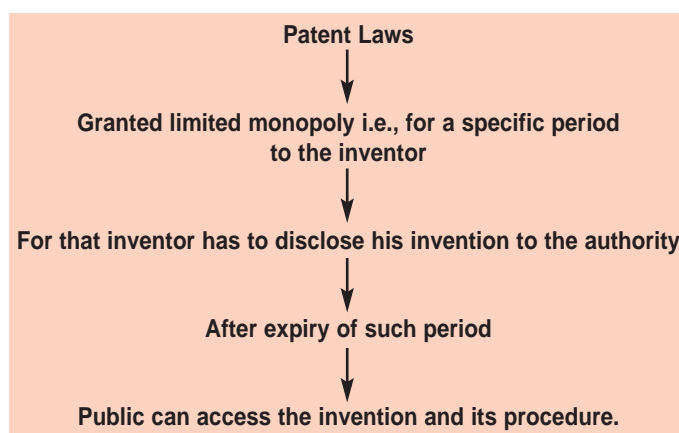 Patent Laws
Granted limited monopoly i.e., for a specific period
to the inventor
For that inventor has to disclose his invention to the authority
After expiry of such period
Public can access the invention and its procedure.